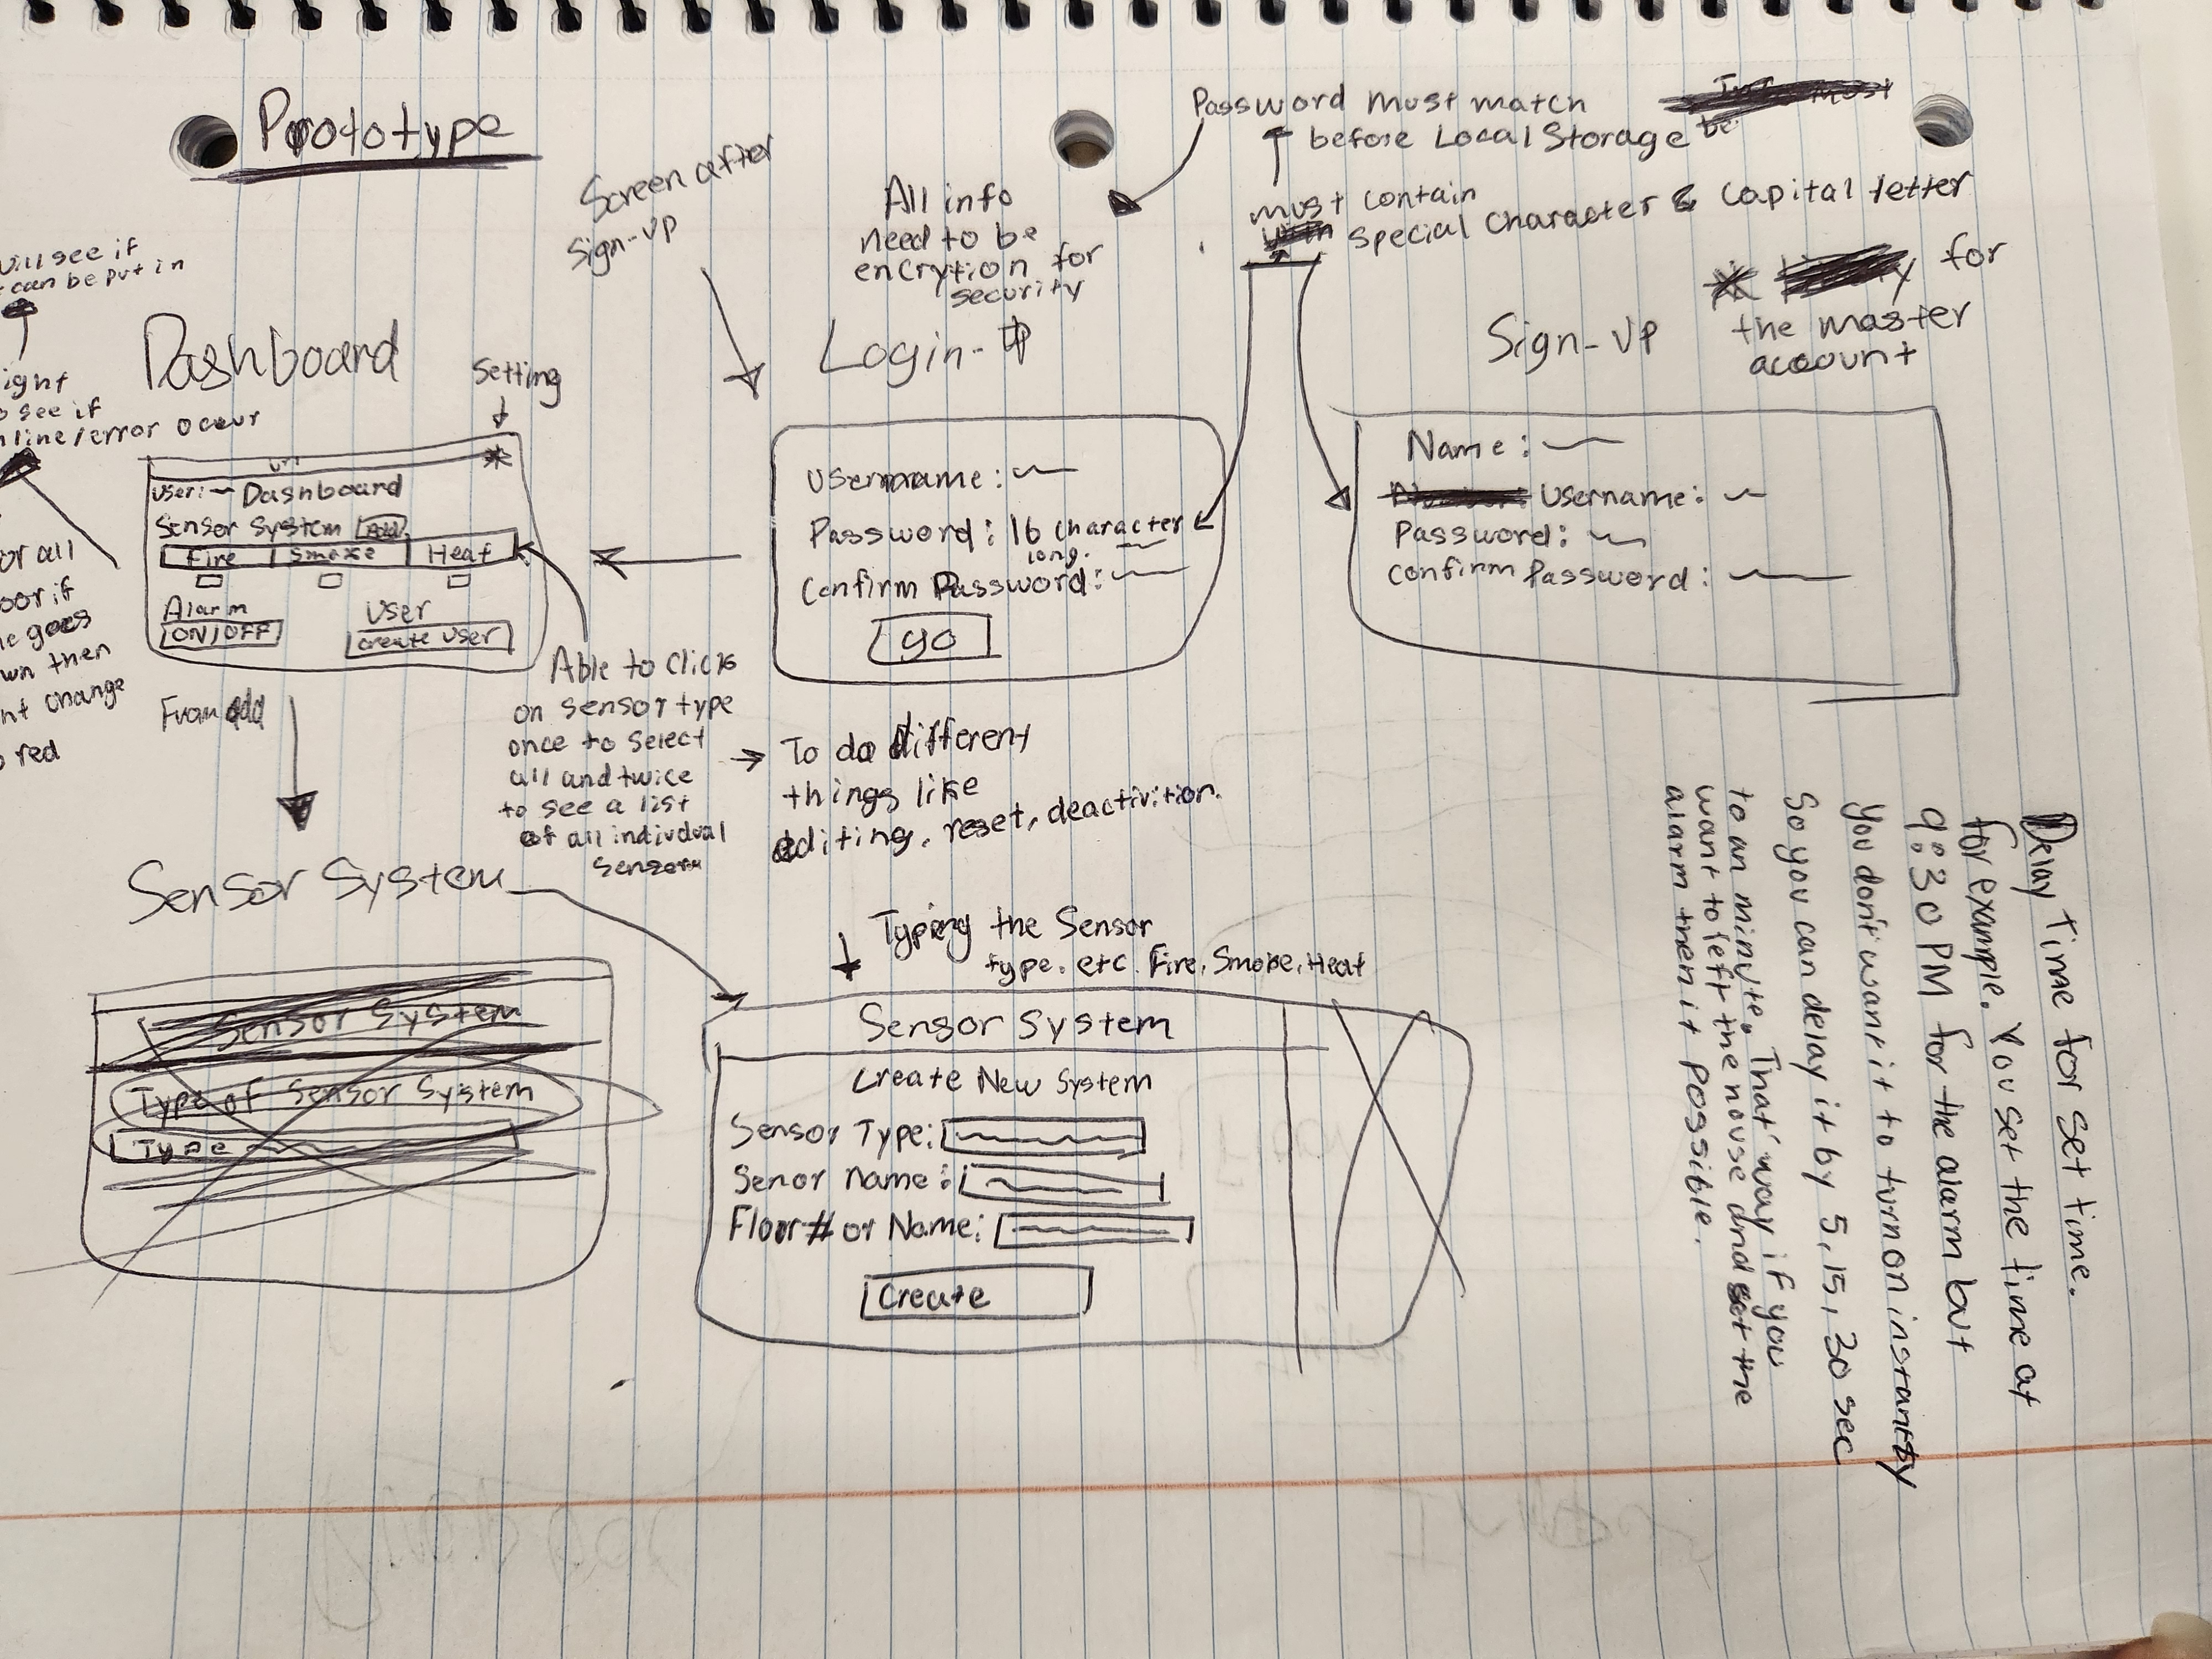 Prototype
will see if
can be put in
ight
o see if
nline/error occur
or all
oor if
e goes
wn then
nt orange
o red
Dashboard
Setting
url
User:~ Dashboard
Sensor System Add
Fire | Smoke | Heat
Alarm
ON/OFF
User
create user
From add
Able to click
on sensor type
once to select
all and twice
to see a list
of all individual
sensor
→ To do different
things like
editing, reset, deactivition.
Screen after
sign-up
All info
need to be
encrytion for
security
Password must match
before Local Storage
must contain
special character & capital letter
* for
the master
account
Login-up
Username:~
Password: 16 character
long:
Confirm Password:~
go
Sign-up
Name:~
Username:~
Password:~
confirm Password:~
Sensor System
Sensor System
Type of Sensor System
Type
Typing the Sensor
type. etc. Fire, Smoke, Heat
Sensor System
Create New System
Sensor Type:
Senor name:
Floor# or Name:
Create
Delay Time for set time.
For example. You set the time at
9:30 PM for the alarm but
you dont want it to turn on instantly
So you can delay it by 5, 15, 30 sec
to an minute. That way if you
want to left the house and set the
alarm then it possible.